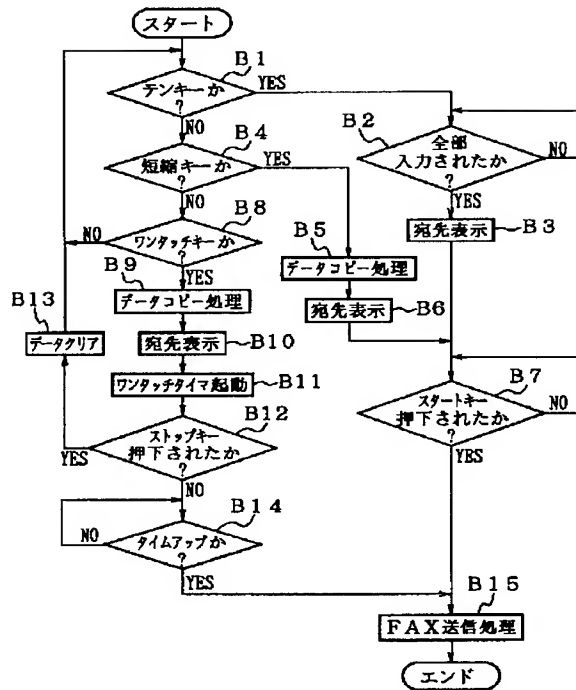 スタート
B1
テンキーか
?
YES
NO
B2
全部
入力されたか
?
NO
YES
B4
短縮キーか
?
YES
NO
B3
宛先表示
B8
ワンタッチキーか
?
NO
YES
B5
データコピー処理
B9
データコピー処理
B6
宛先表示
B13
データクリア
宛先表示
B10
ワンタッチタイマ起動
B11
B7
スタートキー
押下されたか
?
NO
YES
B12
ストップキー
押下されたか
?
YES
NO
B14
タイムアップか
?
NO
YES
B15
FAX送信処理
エンド